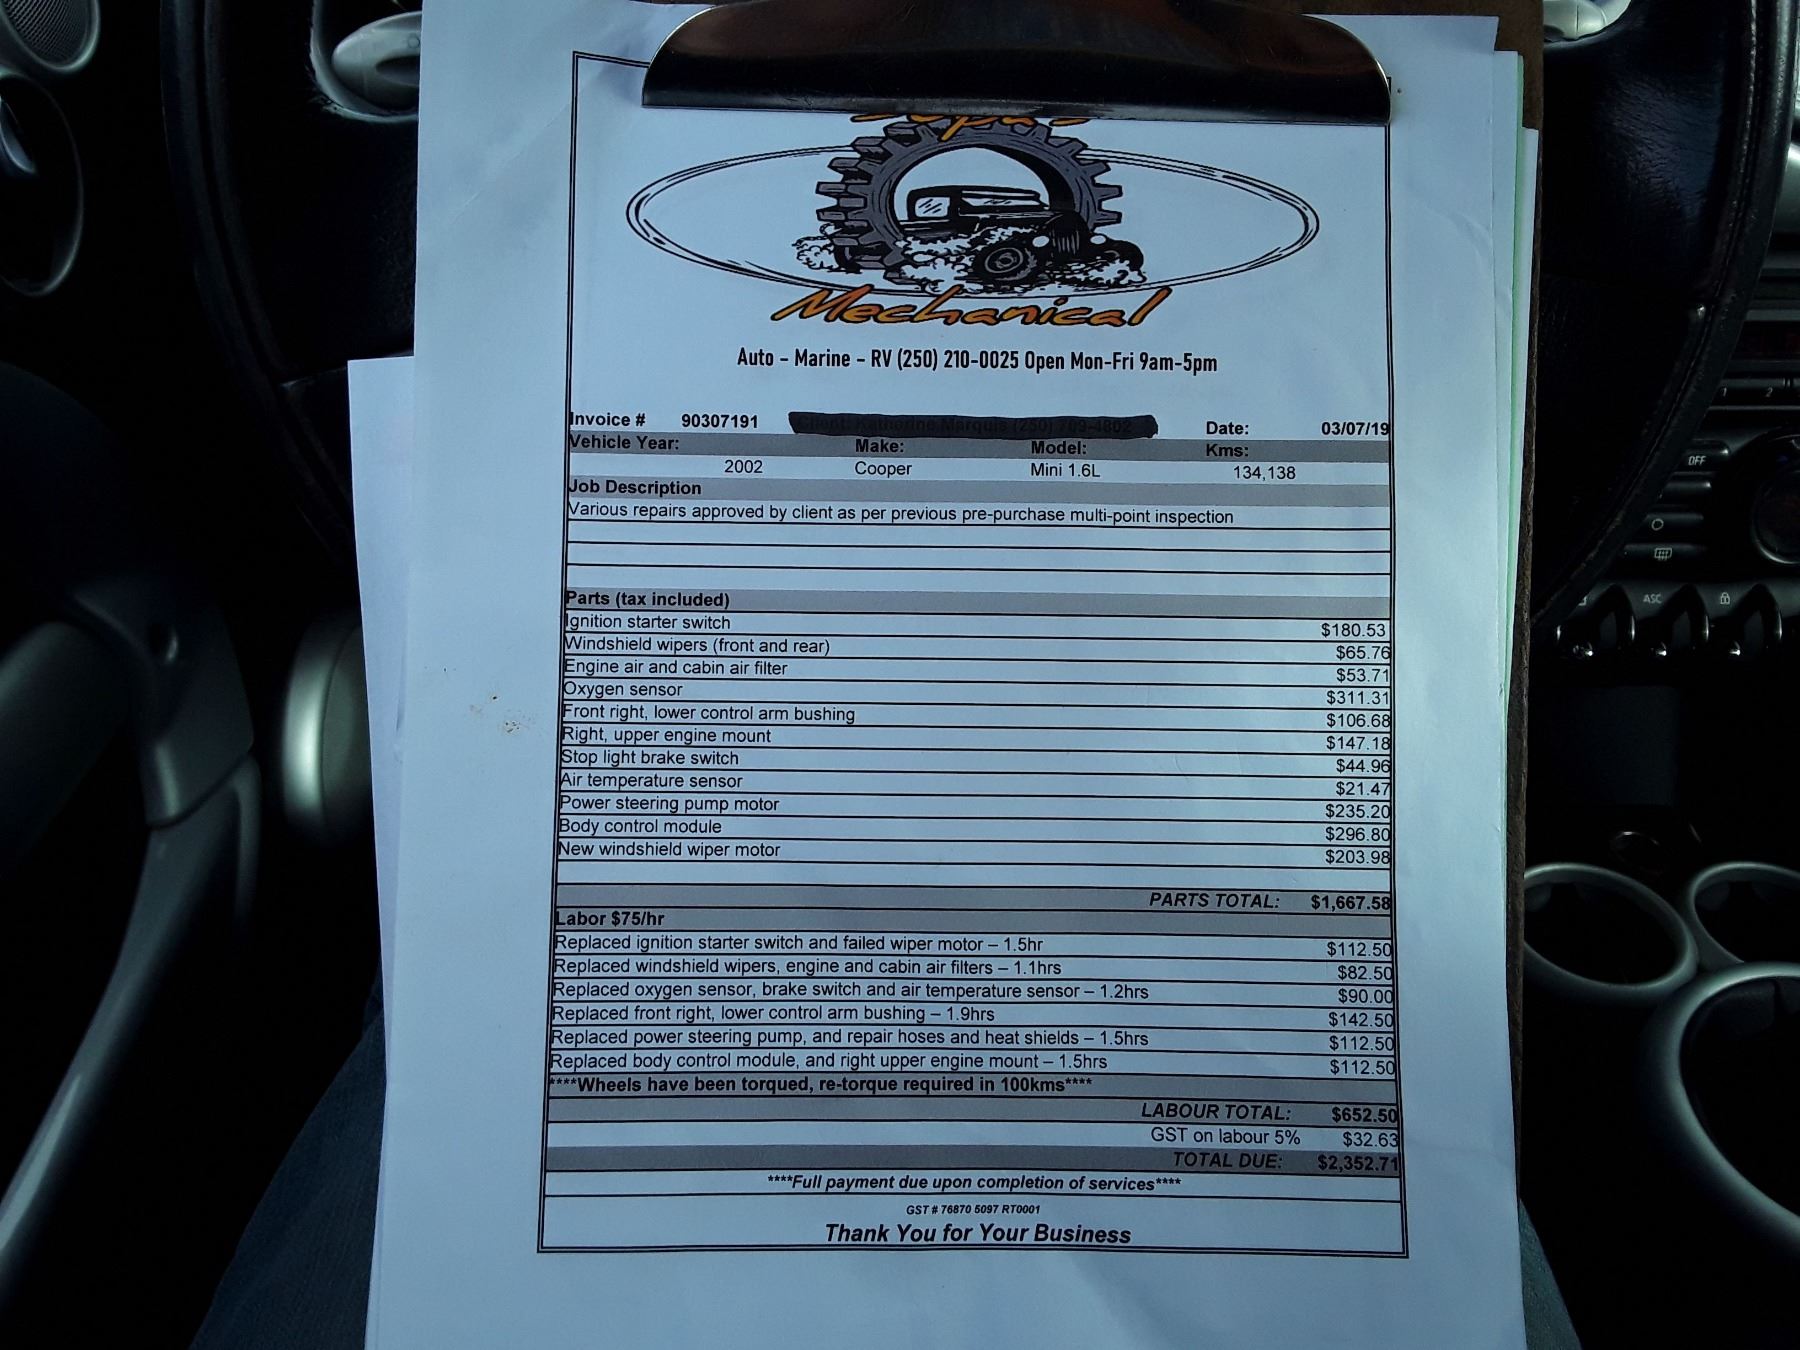 Mechanical
Auto – Marine – RV (250) 210-0025 Open Mon-Fri 9am-5pm
Invoice # 90307191 Date: 03/07/19
Vehicle Year: Make: Model: Kms:
2002 Cooper Mini 1.6L 134,138
Job Description
Various repairs approved by client as per previous pre-purchase multi-point inspection
Parts (tax included)
Ignition starter switch $180.53
Windshield wipers (front and rear) $65.76
Engine air and cabin air filter $53.71
Oxygen sensor $311.31
Front right, lower control arm bushing $106.68
Right, upper engine mount $147.18
Stop light brake switch $44.96
Air temperature sensor $21.47
Power steering pump motor $235.20
Body control module $296.80
New windshield wiper motor $203.98
PARTS TOTAL: $1,667.58
Labor $75/hr
Replaced ignition starter switch and failed wiper motor – 1.5hr $112.50
Replaced windshield wipers, engine and cabin air filters – 1.1hrs $82.50
Replaced oxygen sensor, brake switch and air temperature sensor – 1.2hrs $90.00
Replaced front right, lower control arm bushing – 1.9hrs $142.50
Replaced power steering pump, and repair hoses and heat shields – 1.5hrs $112.50
Replaced body control module, and right upper engine mount – 1.5hrs $112.50
****Wheels have been torqued, re-torque required in 100kms****
LABOUR TOTAL: $652.50
GST on labour 5% $32.63
TOTAL DUE: $2,352.71
****Full payment due upon completion of services****
GST # 76870 5097 RT0001
Thank You for Your Business
1 2
OFF
ASC